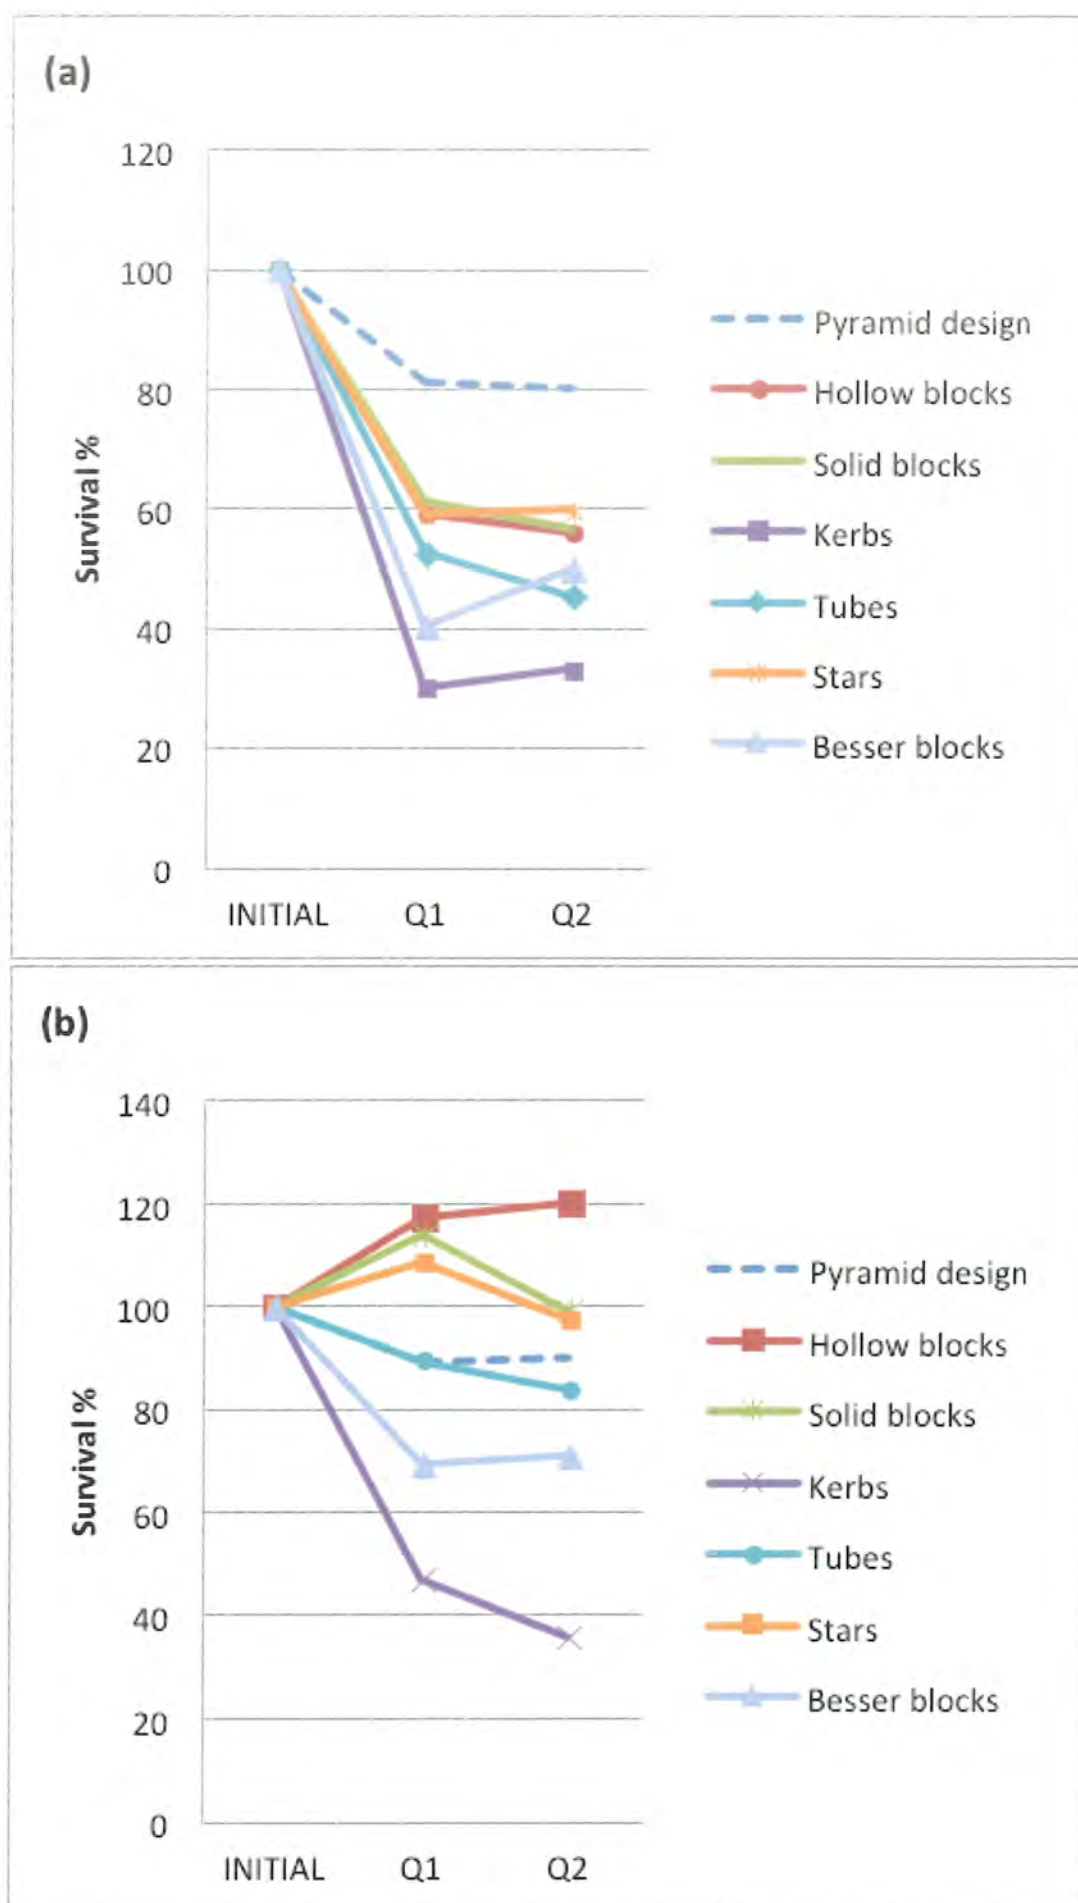 (a)
120
100
80
60
40
20
0
Survival %
INITIAL Q1 Q2
Pyramid design
Hollow blocks
Solid blocks
Kerbs
Tubes
Stars
Besser blocks
(b)
140
120
100
80
60
40
20
0
Survival %
INITIAL Q1 Q2
Pyramid design
Hollow blocks
Solid blocks
Kerbs
Tubes
Stars
Besser blocks